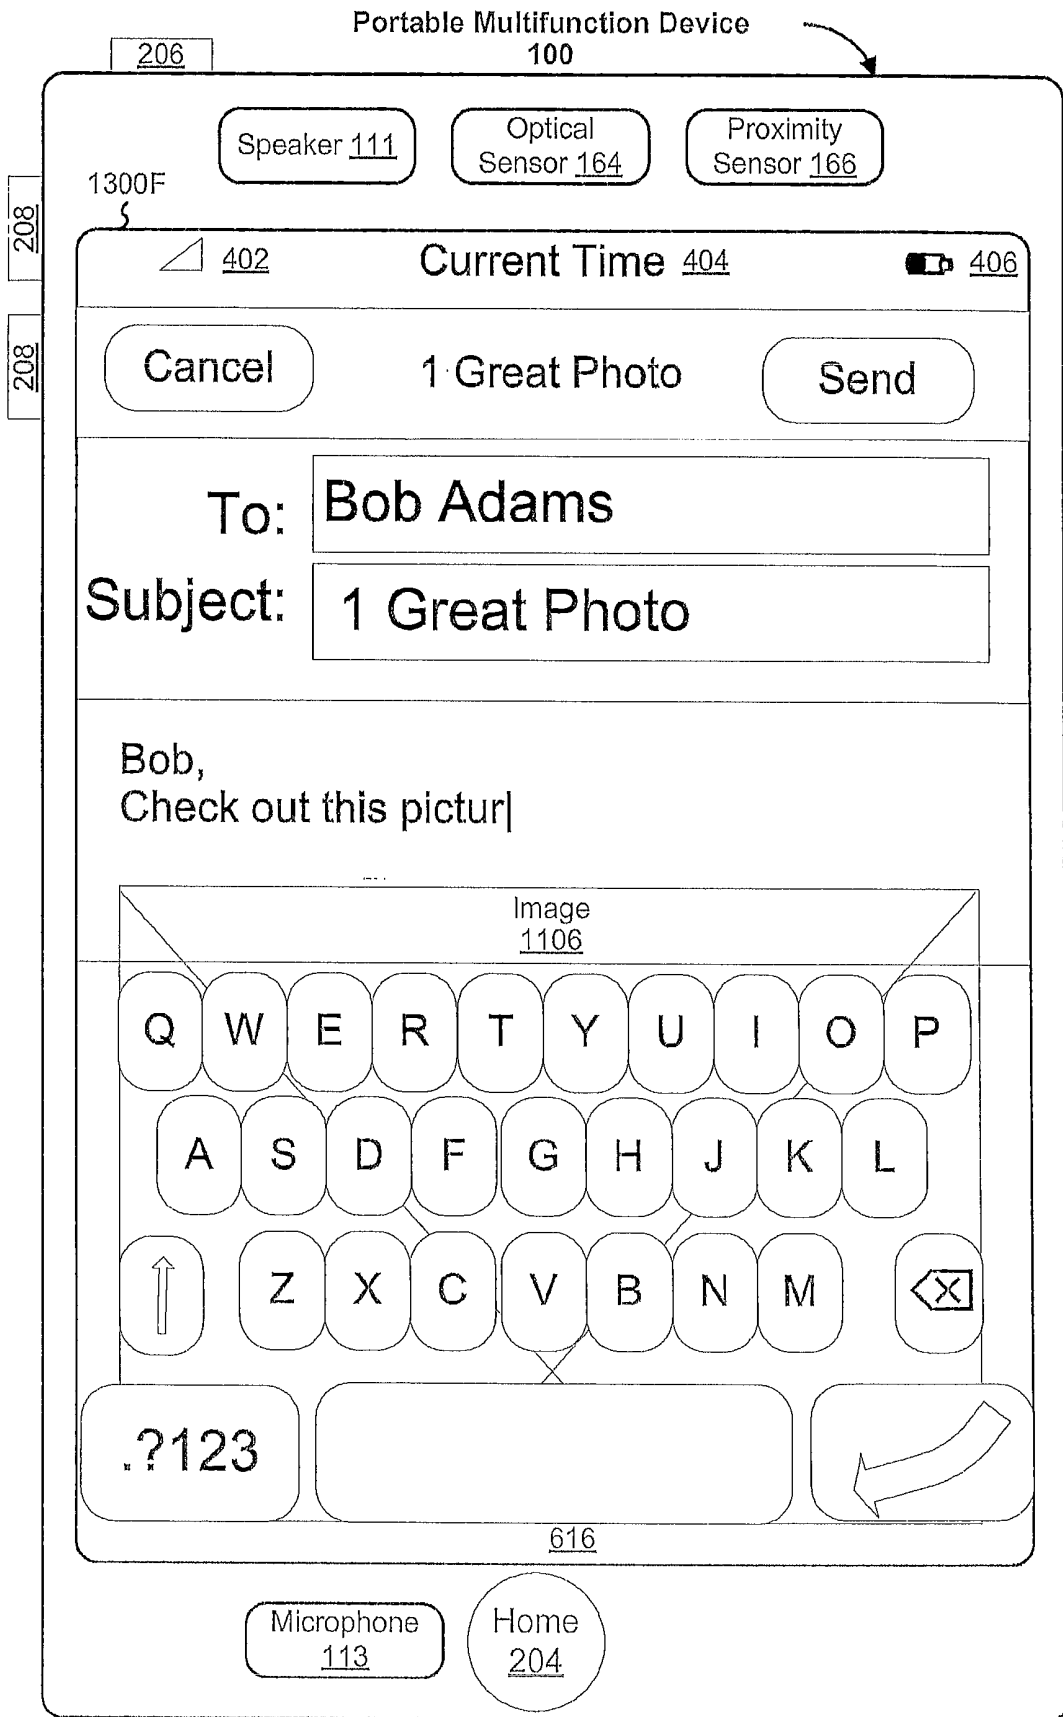 Portable Multifunction Device
100
206
Speaker 111
Optical
Sensor 164
Proximity
Sensor 166
1300F
208
208
402
Current Time 404
406
Cancel
1 Great Photo
Send
To:
Bob Adams
Subject:
1 Great Photo
Bob,
Check out this pictur
Image
1106
Q W E R T Y U I O P
A S D F G H J K L
Z X C V B N M
.?123
616
Microphone
113
Home
204